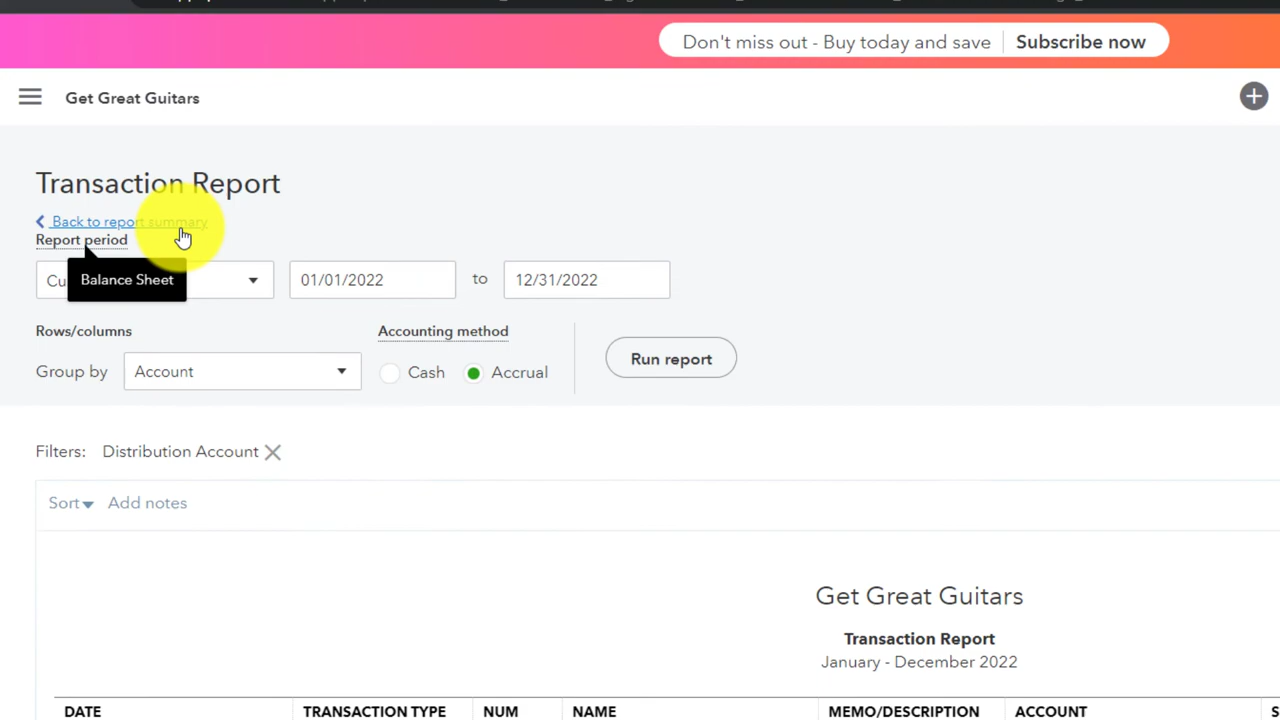 Don't miss out - Buy today and save Subscribe now
Get Great Guitars
Transaction Report
Back to report summary
Report period
Cu
Balance Sheet
01/01/2022 to 12/31/2022
Rows/columns
Accounting method
Group by Account Cash Accrual
Run report
Filters: Distribution Account
Sort Add notes
Get Great Guitars
Transaction Report
January - December 2022
DATE TRANSACTION TYPE NUM NAME MEMO/DESCRIPTION ACCOUNT S